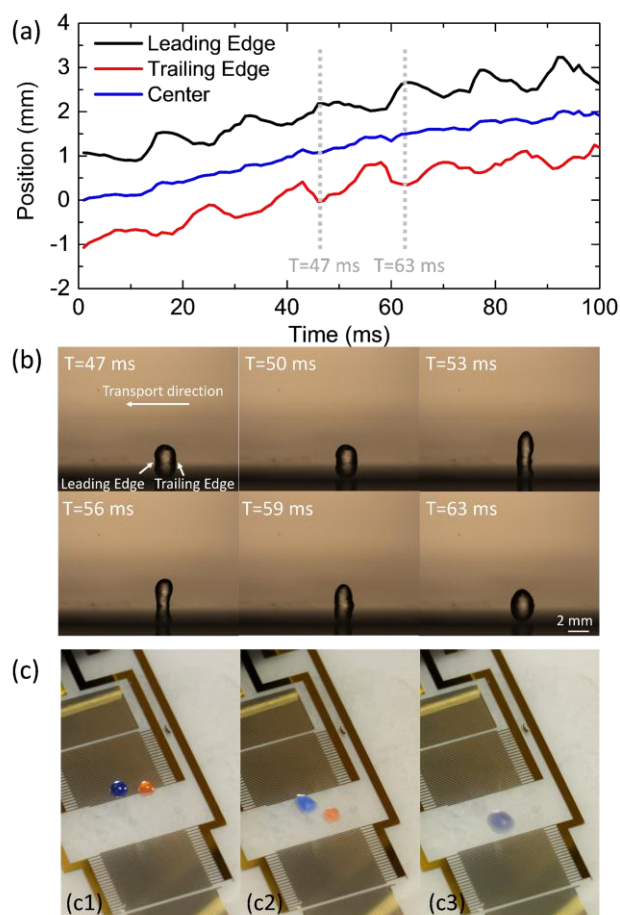 (a)
4
3
2
1
0
-1
-2
Position (mm)
Leading Edge
Trailing Edge
Center
T=47 ms T=63 ms
0 20 40 60 80 100
Time (ms)
(b)
T=47 ms T=50 ms T=53 ms
Transport direction
Leading Edge Trailing Edge
T=56 ms T=59 ms T=63 ms
2 mm
(c)
(c1) (c2) (c3)